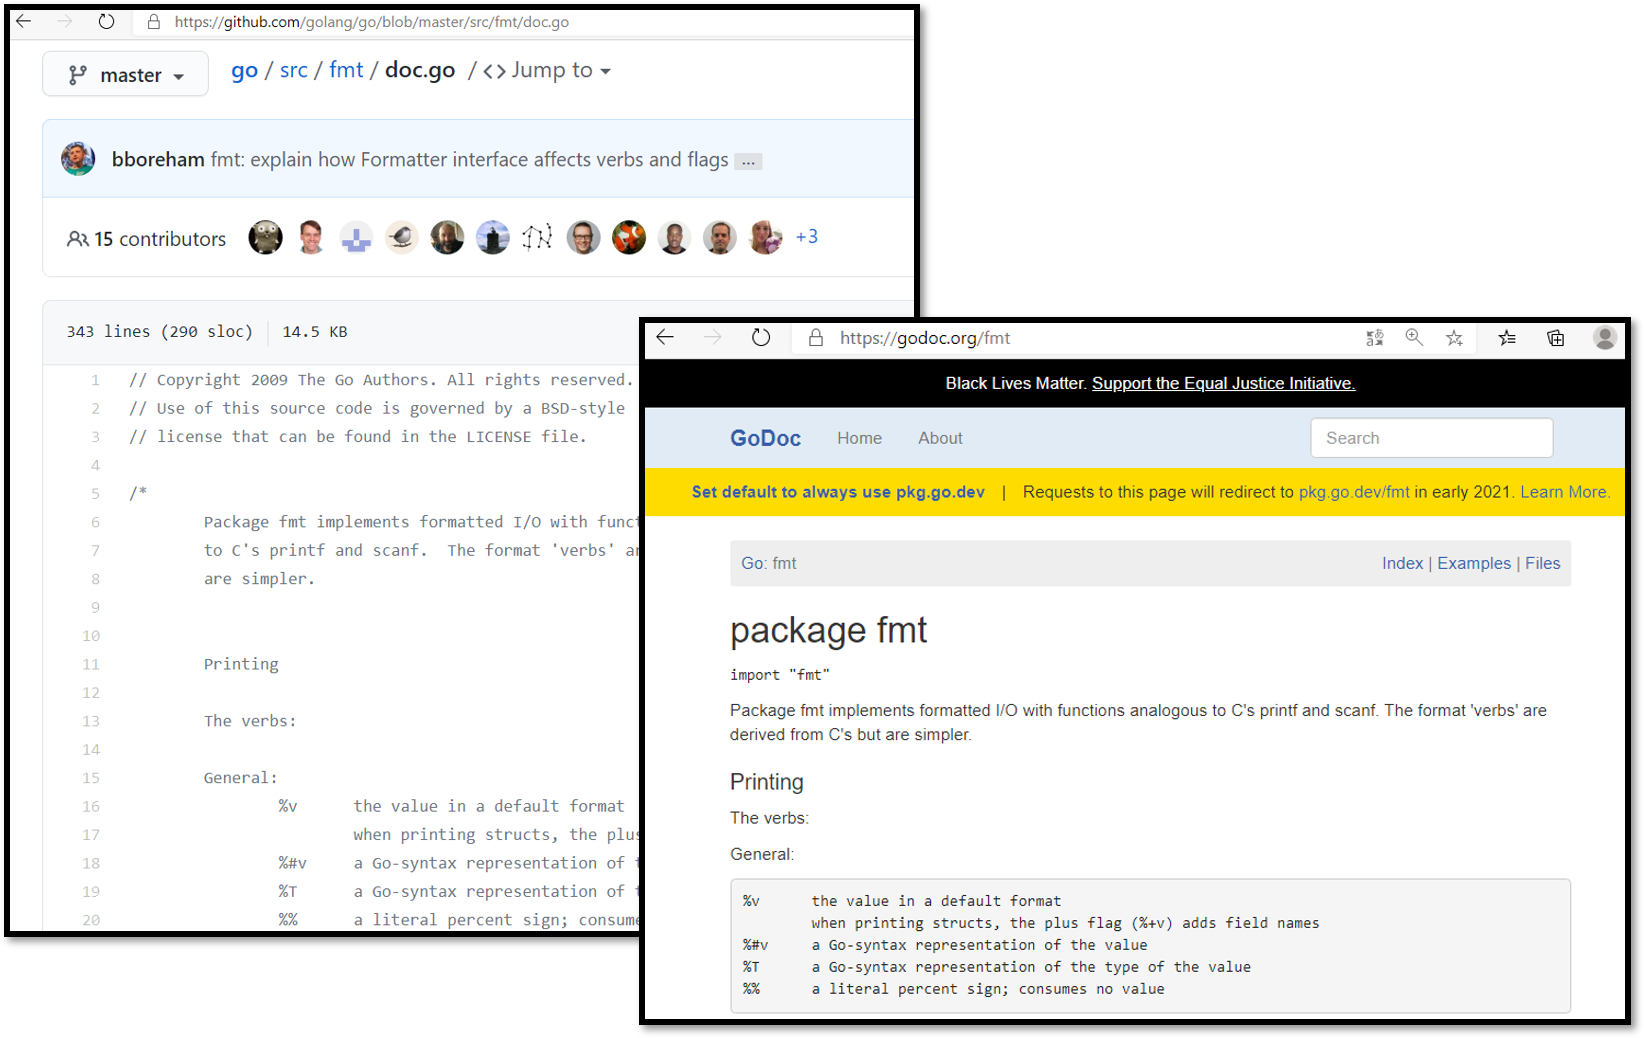 https://github.com/golang/go/blob/master/src/fmt/doc.go
master
go / src / fmt / doc.go / <> Jump to
bboreham fmt: explain how Formatter interface affects verbs and flags ...
15 contributors +3
343 lines (290 sloc) 14.5 KB
1 // Copyright 2009 The Go Authors. All rights reserved.
2 // Use of this source code is governed by a BSD-style
3 // license that can be found in the LICENSE file.
4
5 /*
6 Package fmt implements formatted I/O with funct
7 to C's printf and scanf.  The format 'verbs' ar
8 are simpler.
9
10
11 Printing
12
13 The verbs:
14
15 General:
16 %v the value in a default format
17 when printing structs, the plus
18 %#v a Go-syntax representation of t
19 %T a Go-syntax representation of t
20 %% a literal percent sign; consume
https://godoc.org/fmt
Black Lives Matter. Support the Equal Justice Initiative.
GoDoc Home About Search
Set default to always use pkg.go.dev | Requests to this page will redirect to pkg.go.dev/fmt in early 2021. Learn More.
Go: fmt Index | Examples | Files
package fmt
import "fmt"
Package fmt implements formatted I/O with functions analogous to C's printf and scanf. The format 'verbs' are
derived from C's but are simpler.
Printing
The verbs:
General:
%v the value in a default format
when printing structs, the plus flag (%+v) adds field names
%#v a Go-syntax representation of the value
%T a Go-syntax representation of the type of the value
%% a literal percent sign; consumes no value